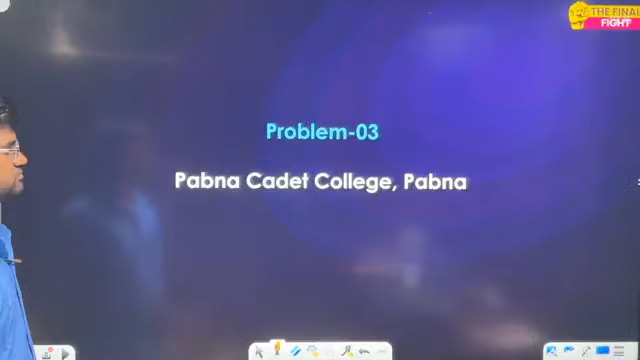 THE FINAL
FIGHT
Problem-03
Pabna Cadet College, Pabna